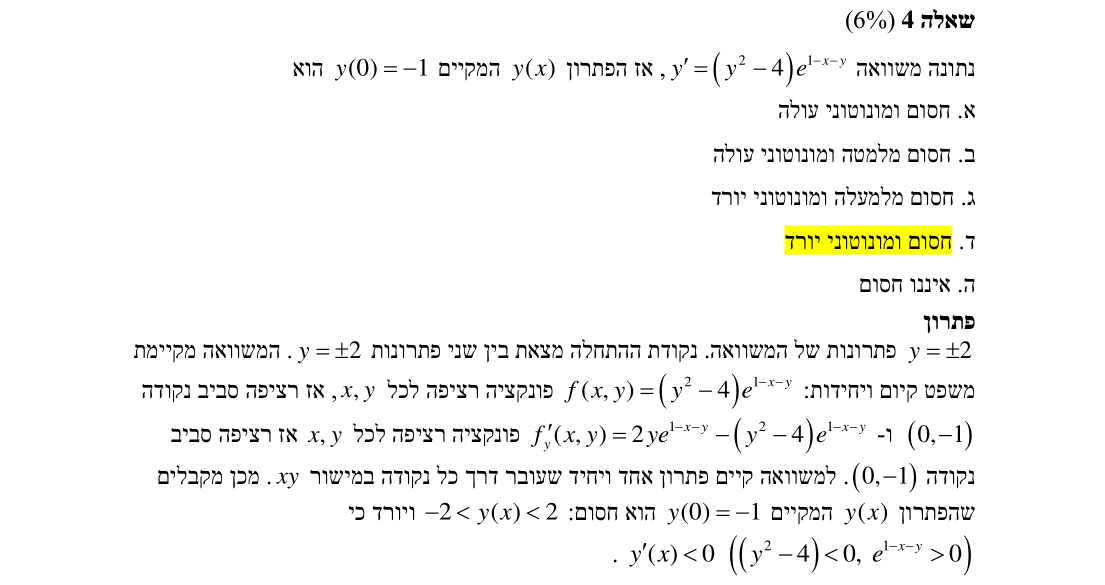 שאלה 4 (6%)
נתונה משוואה y′ = (y² − 4)e^{1−x−y} , אז הפתרון y(x) המקיים y(0) = −1 הוא
א. חסום ומונוטוני עולה
ב. חסום מלמטה ומונוטוני עולה
ג. חסום מלמעלה ומונוטוני יורד
ד. חסום ומונוטוני יורד
ה. איננו חסום
פתרון
y = ±2 פתרונות של המשוואה. נקודת ההתחלה מצאת בין שני פתרונות y = ±2 . המשוואה מקיימת
משפט קיום ויחידות: f(x, y) = (y² − 4)e^{1−x−y} פונקציה רציפה לכל x, y, אז רציפה סביב נקודה
(0,−1) ו- f′_y(x, y) = 2ye^{1−x−y} − (y² − 4)e^{1−x−y} פונקציה רציפה לכל x, y אז רציפה סביב
נקודה (0,−1). למשוואה קיים פתרון אחד ויחיד שעובר דרך כל נקודה במישור xy . מכן מקבלים
שהפתרון y(x) המקיים y(0) = −1 הוא חסום: −2 < y(x) < 2 ויורד כי
y′(x) < 0 ((y² − 4) < 0, e^{1−x−y} > 0) .